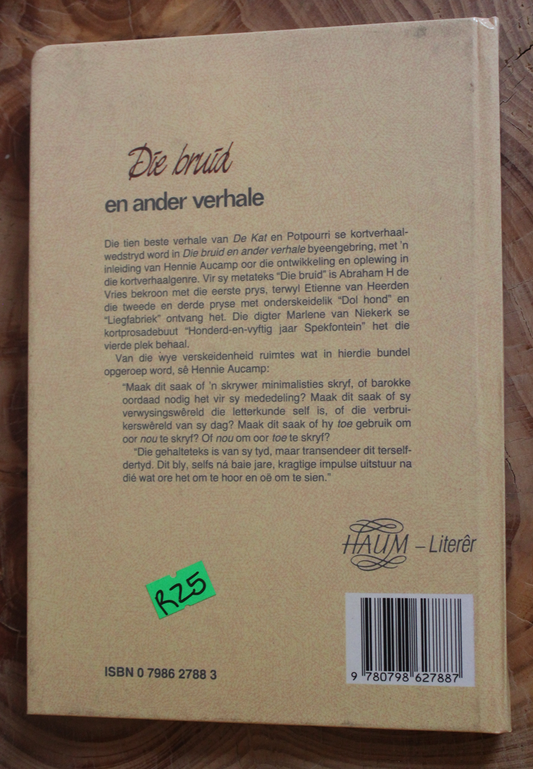 Die bruid
en ander verhale
Die tien beste verhale van De Kat en Potpourri se kortverhaal-
wedstryd word in Die bruid en ander verhale byeengebring, met 'n
inleiding van Hennie Aucamp oor die ontwikkeling en oplewing in
die kortverhaalgenre. Vir sy metateks "Die bruid" is Abraham H de
Vries bekroon met die eerste prys, terwyl Etienne van Heerden
die tweede en derde pryse met onderskeidelik "Dol hond" en
"Liegfabriek" ontvang het. Die digter Marlene van Niekerk se
kortprosadebuut "Honderd-en-vyftig jaar Spekfontein" het die
vierde plek behaal.
Van die wye verskeidenheid ruimtes wat in hierdie bundel
opgeroep word, sê Hennie Aucamp:
"Maak dit saak of 'n skrywer minimalisties skryf, of barokke
oordaad nodig het vir sy mededeling? Maak dit saak of sy
verwysingswêreld die letterkunde self is, of die verbrui-
kerswêreld van sy dag? Maak dit saak of hy toe gebruik om
oor nou te skryf? Of nou om oor toe te skryf?
"Die gehalteteks is van sy tyd, maar transendeer dit terself-
dertyd. Dit bly, selfs ná baie jare, kragtige impulse uitstuur na
dié wat ore het om te hoor en oë om te sien."
HAUM – Literêr
R25
ISBN 0 7986 2788 3
9 780798 627887